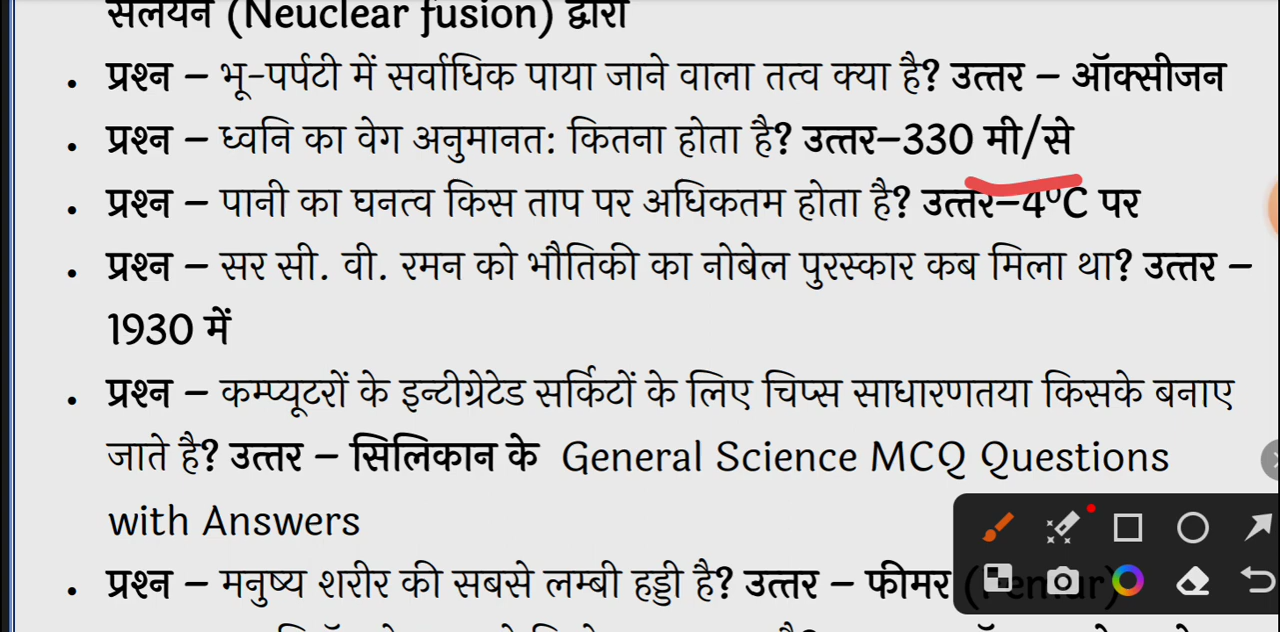 संलयन (Neuclear fusion) द्वारा
• प्रश्न – भू-पर्पटी में सर्वाधिक पाया जाने वाला तत्व क्या है? उत्तर – ऑक्सीजन
• प्रश्न – ध्वनि का वेग अनुमानत: कितना होता है? उत्तर–330 मी/से
• प्रश्न – पानी का घनत्व किस ताप पर अधिकतम होता है? उत्तर–4ºC पर
• प्रश्न – सर सी. वी. रमन को भौतिकी का नोबेल पुरस्कार कब मिला था? उत्तर –
1930 में
• प्रश्न – कम्प्यूटरों के इन्टीग्रेटेड सर्किटों के लिए चिप्स साधारणतया किसके बनाए
जाते है? उत्तर – सिलिकान के General Science MCQ Questions
with Answers
• प्रश्न – मनुष्य शरीर की सबसे लम्बी हड्डी है? उत्तर – फीमर (Femur)